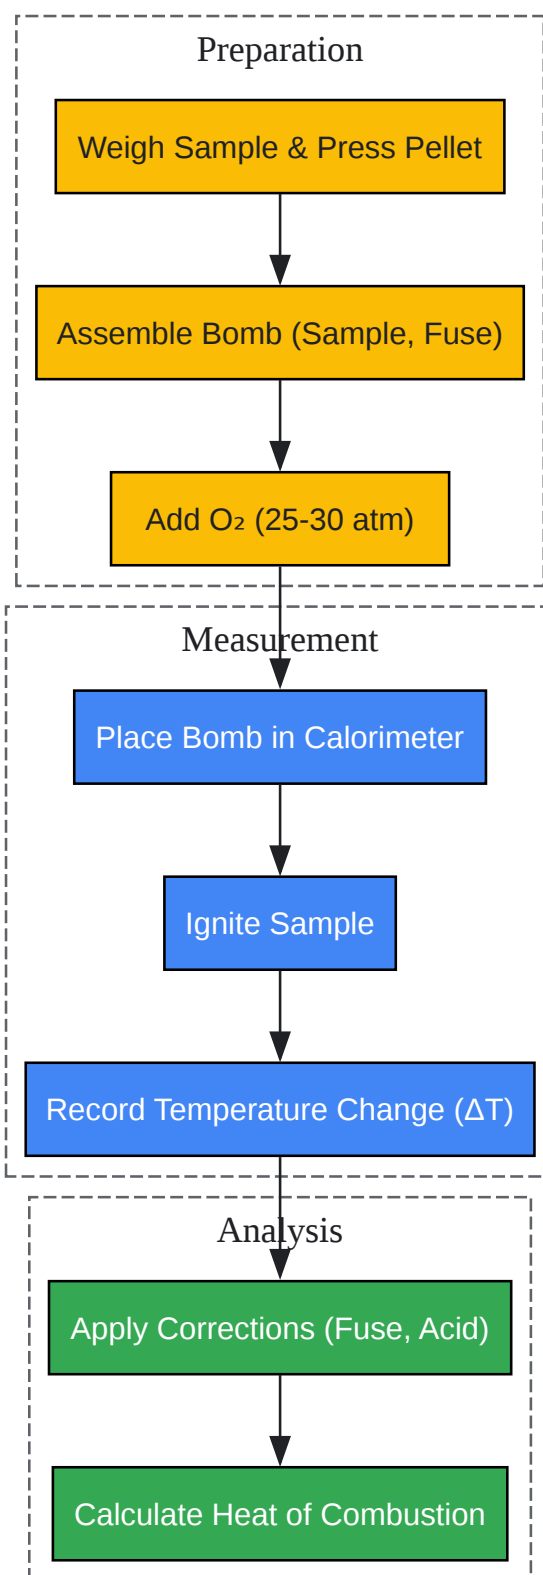 Preparation
Weigh Sample & Press Pellet
Assemble Bomb (Sample, Fuse)
Add O₂ (25-30 atm)
Measurement
Place Bomb in Calorimeter
Ignite Sample
Record Temperature Change (ΔT)
Analysis
Apply Corrections (Fuse, Acid)
Calculate Heat of Combustion